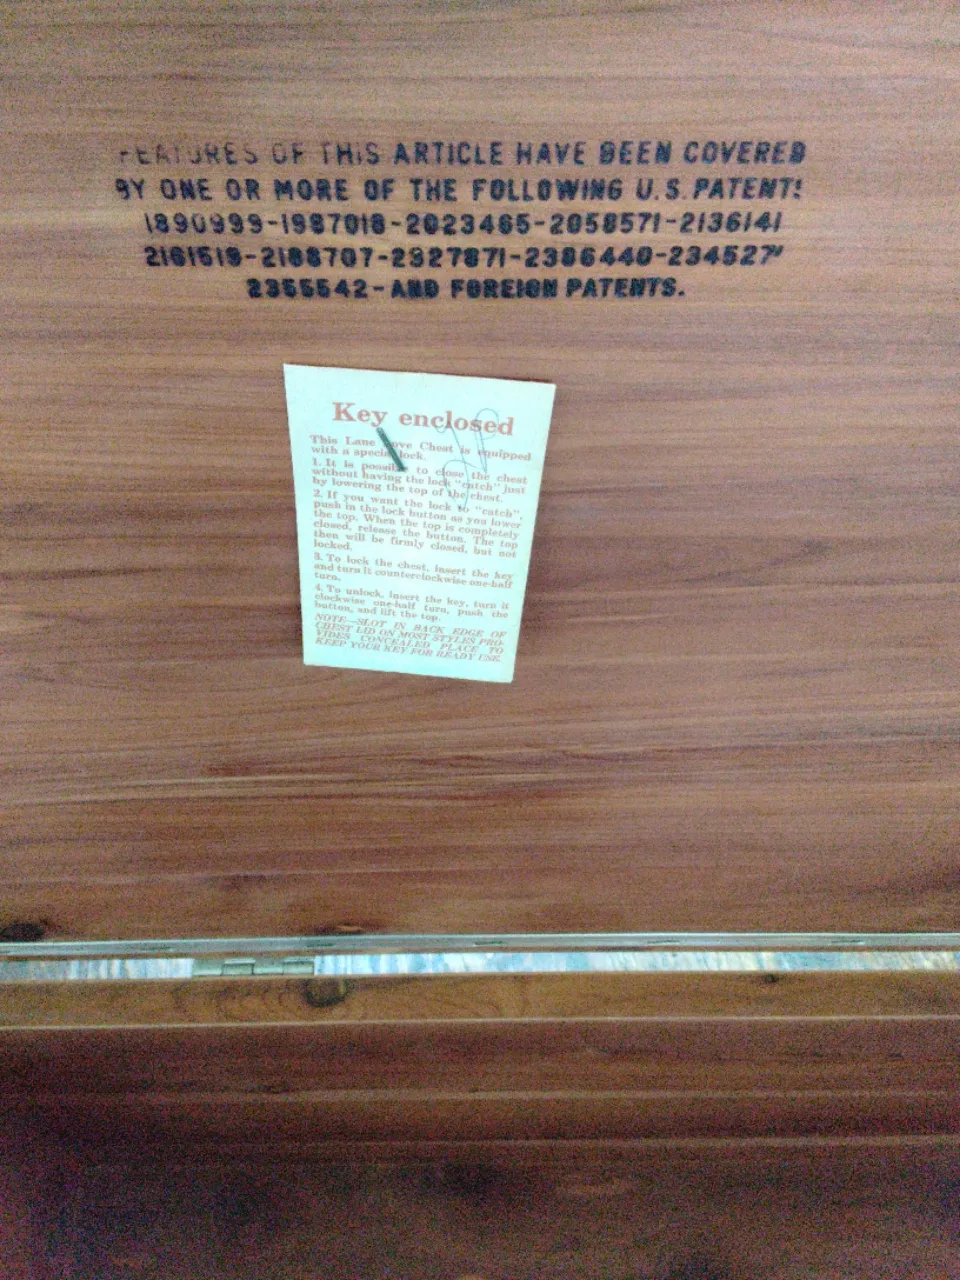 FEATURES OF THIS ARTICLE HAVE BEEN COVERED
BY ONE OR MORE OF THE FOLLOWING U.S. PATENTS
1890999-1987018-2023465-2058571-2136141
2161519-2188707-2327871-2306440-234527
2355542-AND FOREIGN PATENTS.
Key enclosed
This Lane Love Chest is equipped
with a special lock.
1. It is possible to close the chest
without having the lock "catch" just
by lowering the top of the chest.
2. If you want the lock to "catch",
push in the lock button as you lower
the top. When the top is completely
closed, release the button. The top
then will be firmly closed, but not
locked.
3. To lock the chest, insert the key
and turn it counterclockwise one-half
turn.
4. To unlock, insert the key, turn it
clockwise one-half turn, push the
button, and lift the top.
NOTE—SLOT IN BACK EDGE OF
CHEST LID ON MOST STYLES PRO-
VIDES CONCEALED PLACE TO
KEEP YOUR KEY FOR READY USE.